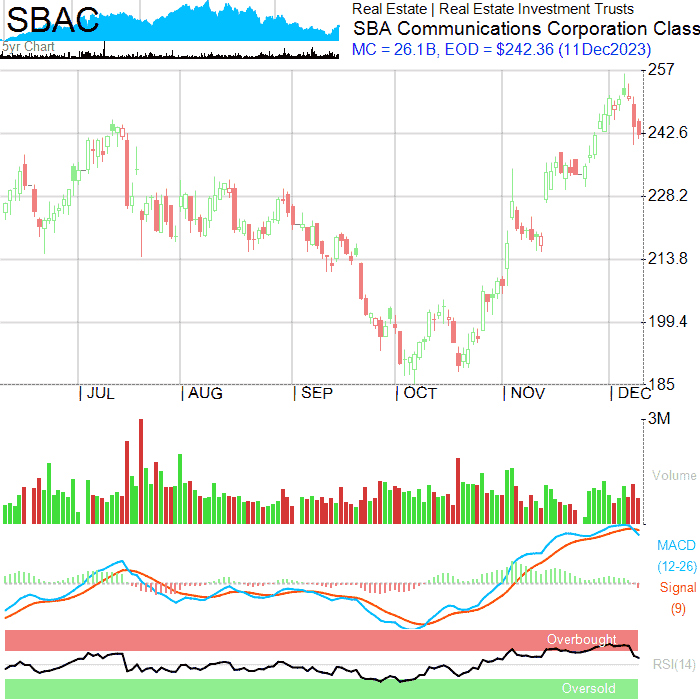 SBAC
5yr Chart
Real Estate | Real Estate Investment Trusts
SBA Communications Corporation Class
MC = 26.1B, EOD = $242.36 (11Dec2023)
257
242.6
228.2
213.8
199.4
185
JUL
AUG
SEP
OCT
NOV
DEC
3M
Volume
MACD
(12-26)
Signal
(9)
Overbought
RSI(14)
Oversold